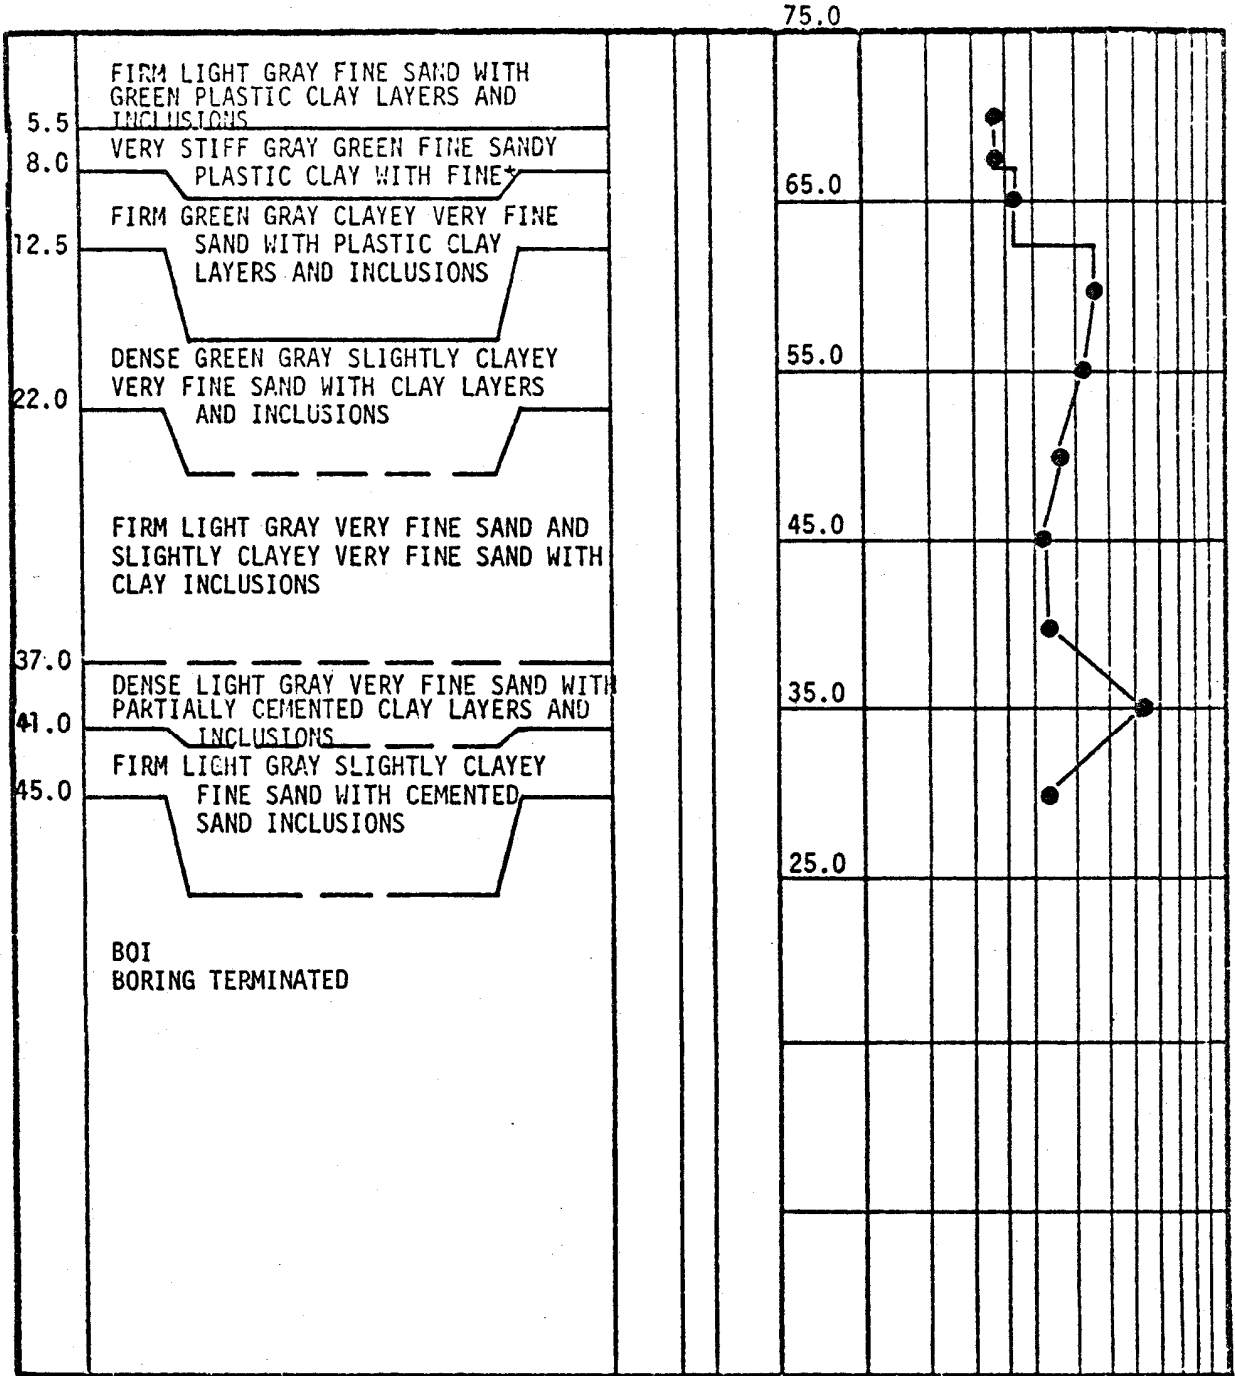 75.0
FIRM LIGHT GRAY FINE SAND WITH
GREEN PLASTIC CLAY LAYERS AND
INCLUSIONS
5.5
VERY STIFF GRAY GREEN FINE SANDY
8.0
PLASTIC CLAY WITH FINE*
65.0
FIRM GREEN GRAY CLAYEY VERY FINE
12.5
SAND WITH PLASTIC CLAY
LAYERS AND INCLUSIONS
DENSE GREEN GRAY SLIGHTLY CLAYEY
55.0
VERY FINE SAND WITH CLAY LAYERS
22.0
AND INCLUSIONS
FIRM LIGHT GRAY VERY FINE SAND AND
45.0
SLIGHTLY CLAYEY VERY FINE SAND WITH
CLAY INCLUSIONS
37.0
DENSE LIGHT GRAY VERY FINE SAND WITH
35.0
PARTIALLY CEMENTED CLAY LAYERS AND
41.0
INCLUSIONS
FIRM LIGHT GRAY SLIGHTLY CLAYEY
45.0
FINE SAND WITH CEMENTED
SAND INCLUSIONS
25.0
BOI
BORING TERMINATED